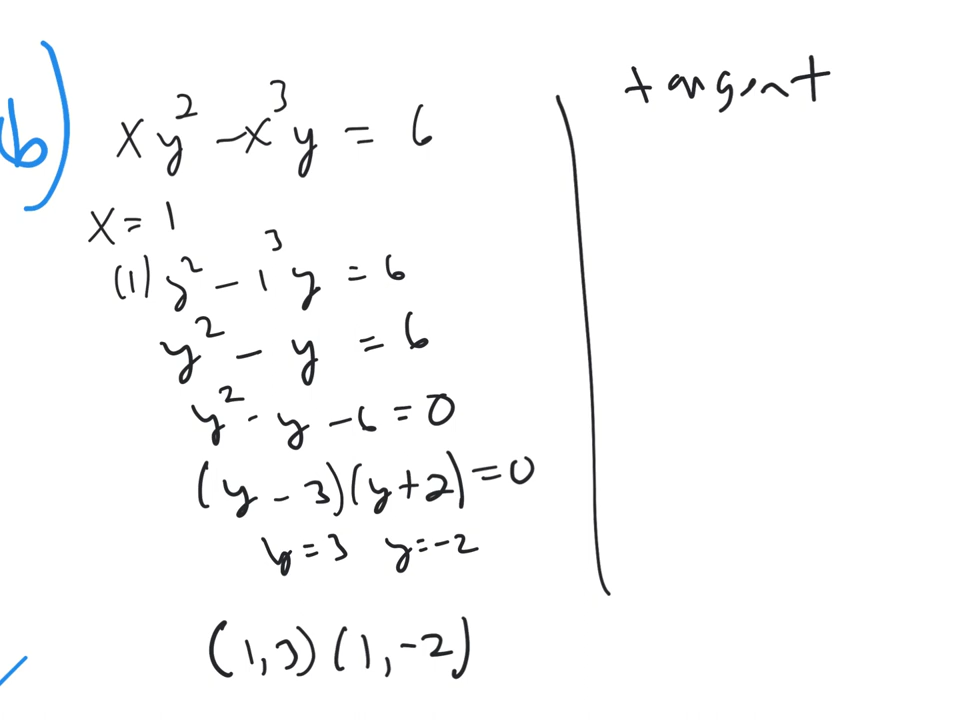 b)
xy² - x³y = 6
x = 1
(1)y² - 1³y = 6
y² - y = 6
y² - y - 6 = 0
(y - 3)(y + 2) = 0
y = 3 y = -2
(1, 3) (1, -2)
tangent